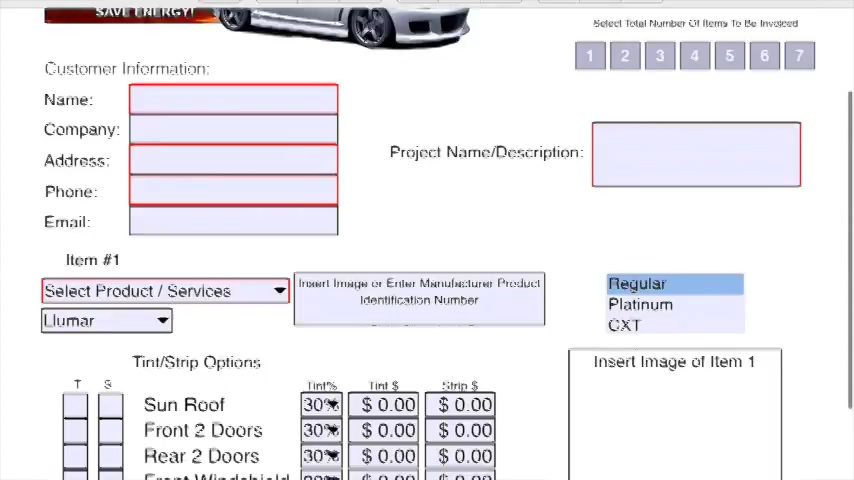 SAVE ENERGY!
Select Total Number Of Items To Be Invoiced
1 2 3 4 5 6 7
Customer Information:
Name:
Company:
Address:
Phone:
Email:
Project Name/Description:
Item #1
Select Product / Services
Llumar
Insert Image or Enter Manufacturer Product
Identification Number
Regular
Platinum
CXT
Tint/Strip Options
Insert Image of Item 1
T S Tint% Tint $ Strip $
Sun Roof 30% $ 0.00 $ 0.00
Front 2 Doors 30% $ 0.00 $ 0.00
Rear 2 Doors 30% $ 0.00 $ 0.00
Front Windshield